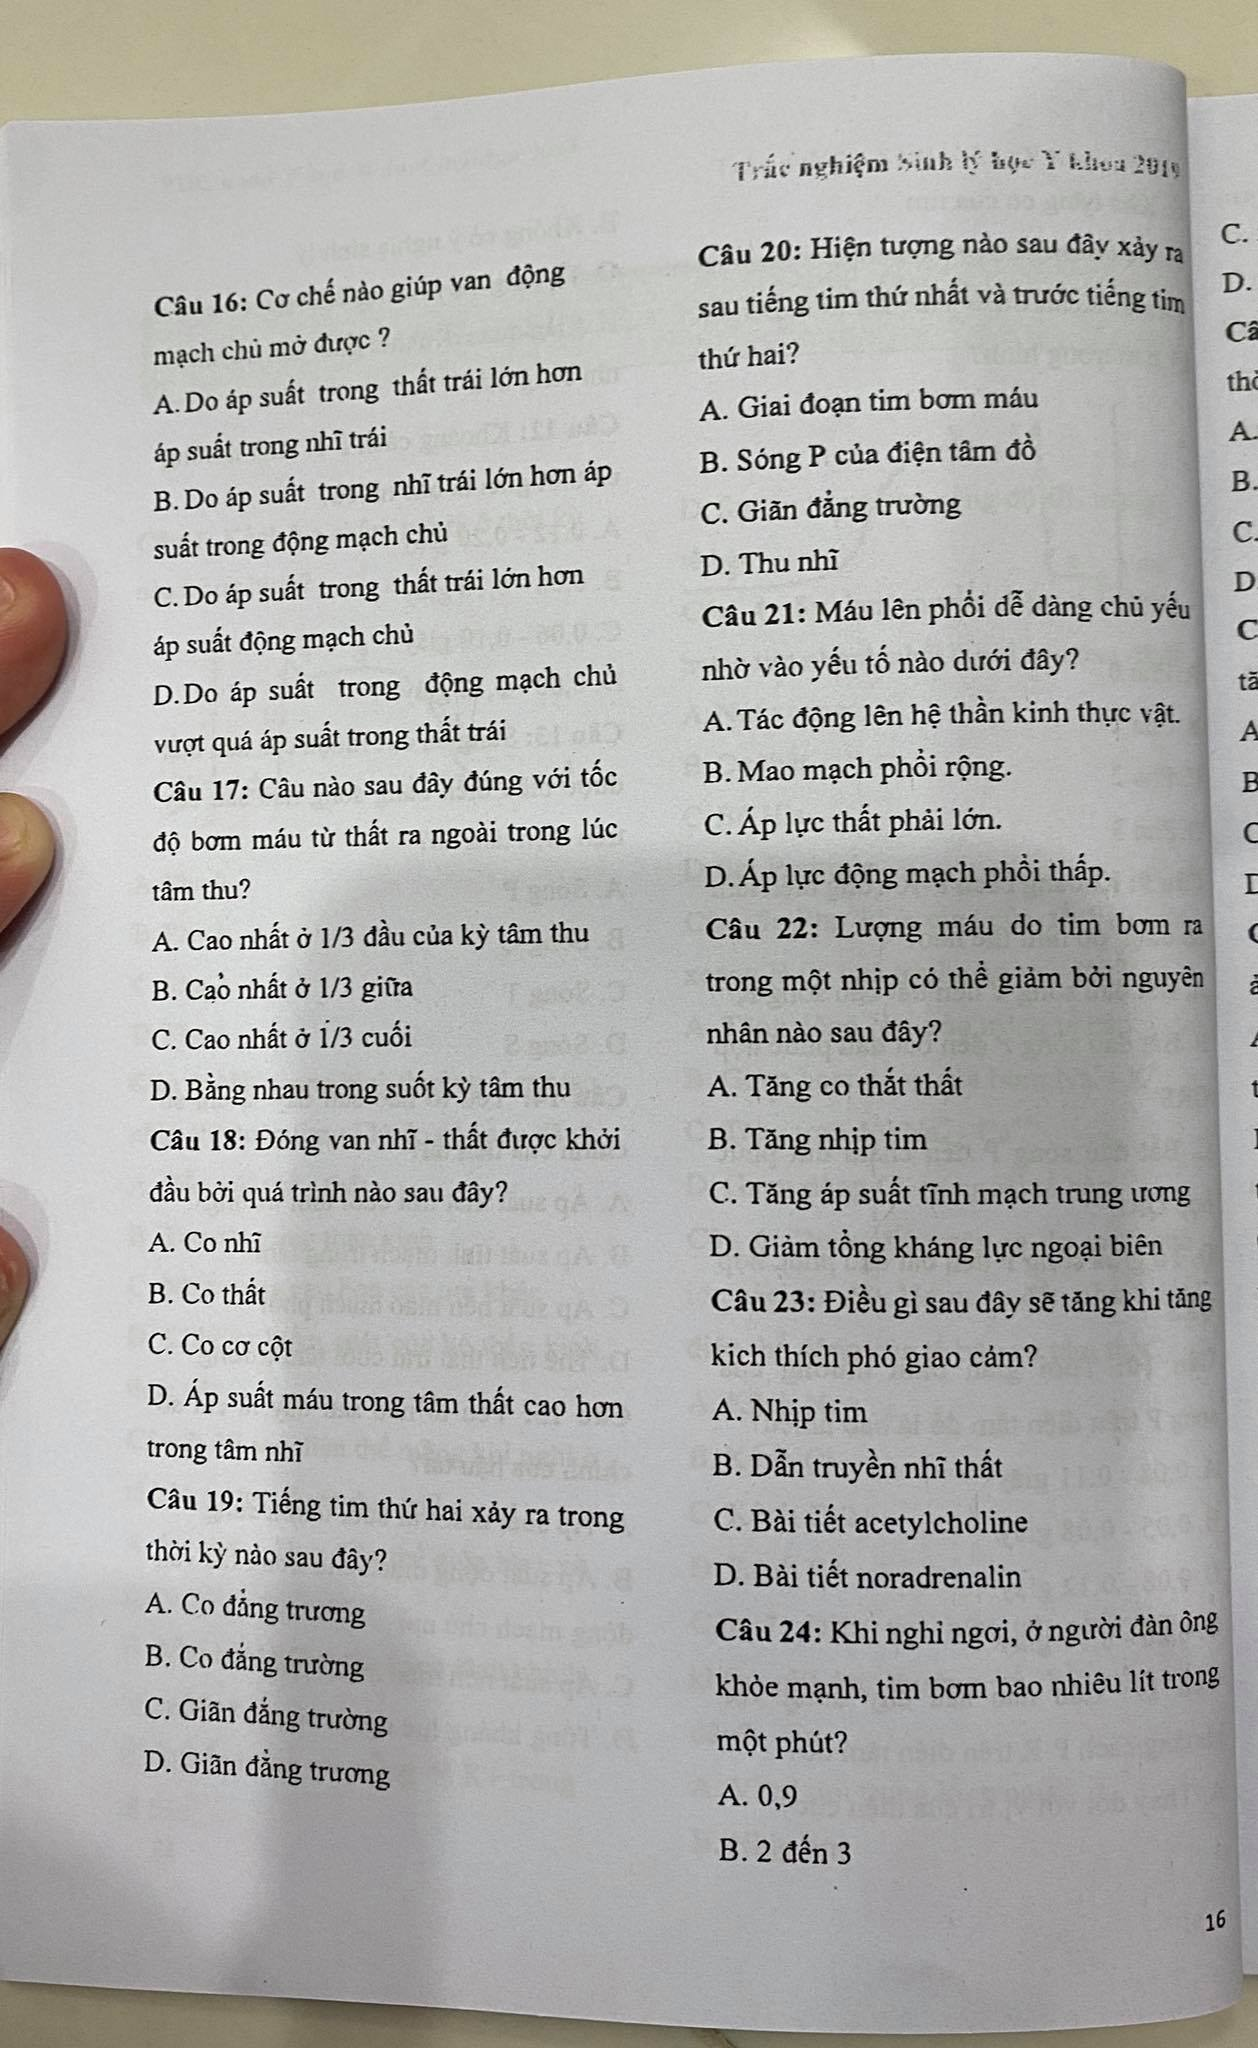 Trắc nghiệm Sinh lý học Y khoa 2019
Câu 16: Cơ chế nào giúp van động
mạch chủ mở được ?
A. Do áp suất trong thất trái lớn hơn
áp suất trong nhĩ trái
B. Do áp suất trong nhĩ trái lớn hơn áp
suất trong động mạch chủ
C. Do áp suất trong thất trái lớn hơn
áp suất động mạch chủ
D. Do áp suất trong động mạch chủ
vượt quá áp suất trong thất trái
Câu 17: Câu nào sau đây đúng với tốc
độ bơm máu từ thất ra ngoài trong lúc
tâm thu?
A. Cao nhất ở 1/3 đầu của kỳ tâm thu
B. Cạỏ nhất ở 1/3 giữa
C. Cao nhất ở 1/3 cuối
D. Bằng nhau trong suốt kỳ tâm thu
Câu 18: Đóng van nhĩ - thất được khởi
đầu bởi quá trình nào sau đây?
A. Co nhĩ
B. Co thất
C. Co cơ cột
D. Áp suất máu trong tâm thất cao hơn
trong tâm nhĩ
Câu 19: Tiếng tim thứ hai xảy ra trong
thời kỳ nào sau đây?
A. Co đẳng trương
B. Co đẳng trường
C. Giãn đẳng trường
D. Giãn đẳng trương
Câu 20: Hiện tượng nào sau đây xảy ra
sau tiếng tim thứ nhất và trước tiếng tim
thứ hai?
A. Giai đoạn tim bơm máu
B. Sóng P của điện tâm đồ
C. Giãn đẳng trường
D. Thu nhĩ
Câu 21: Máu lên phổi dễ dàng chủ yếu
nhờ vào yếu tố nào dưới đây?
A. Tác động lên hệ thần kinh thực vật.
B. Mao mạch phổi rộng.
C. Áp lực thất phải lớn.
D. Áp lực động mạch phổi thấp.
Câu 22: Lượng máu do tim bơm ra
trong một nhịp có thể giảm bởi nguyên
nhân nào sau đây?
A. Tăng co thắt thất
B. Tăng nhịp tim
C. Tăng áp suất tĩnh mạch trung ương
D. Giảm tổng kháng lực ngoại biên
Câu 23: Điều gì sau đây sẽ tăng khi tăng
kich thích phó giao cảm?
A. Nhịp tim
B. Dẫn truyền nhĩ thất
C. Bài tiết acetylcholine
D. Bài tiết noradrenalin
Câu 24: Khi nghỉ ngơi, ở người đàn ông
khỏe mạnh, tim bơm bao nhiêu lít trong
một phút?
A. 0,9
B. 2 đến 3
16
C.
D.
A.
B.
C.
D